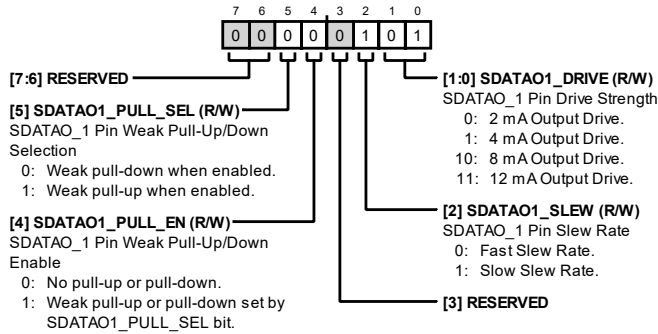 7 6 5 4 3 2 1 0
0 0 0 0 0 1 0 1
[7:6] RESERVED
[5] SDATAO1_PULL_SEL (R/W)
SDATAO_1 Pin Weak Pull-Up/Down
Selection
0: Weak pull-down when enabled.
1: Weak pull-up when enabled.
[4] SDATAO1_PULL_EN (R/W)
SDATAO_1 Pin Weak Pull-Up/Down
Enable
0: No pull-up or pull-down.
1: Weak pull-up or pull-down set by
SDATAO1_PULL_SEL bit.
[1:0] SDATAO1_DRIVE (R/W)
SDATAO_1 Pin Drive Strength
0: 2 mA Output Drive.
1: 4 mA Output Drive.
10: 8 mA Output Drive.
11: 12 mA Output Drive.
[2] SDATAO1_SLEW (R/W)
SDATAO_1 Pin Slew Rate
0: Fast Slew Rate.
1: Slow Slew Rate.
[3] RESERVED